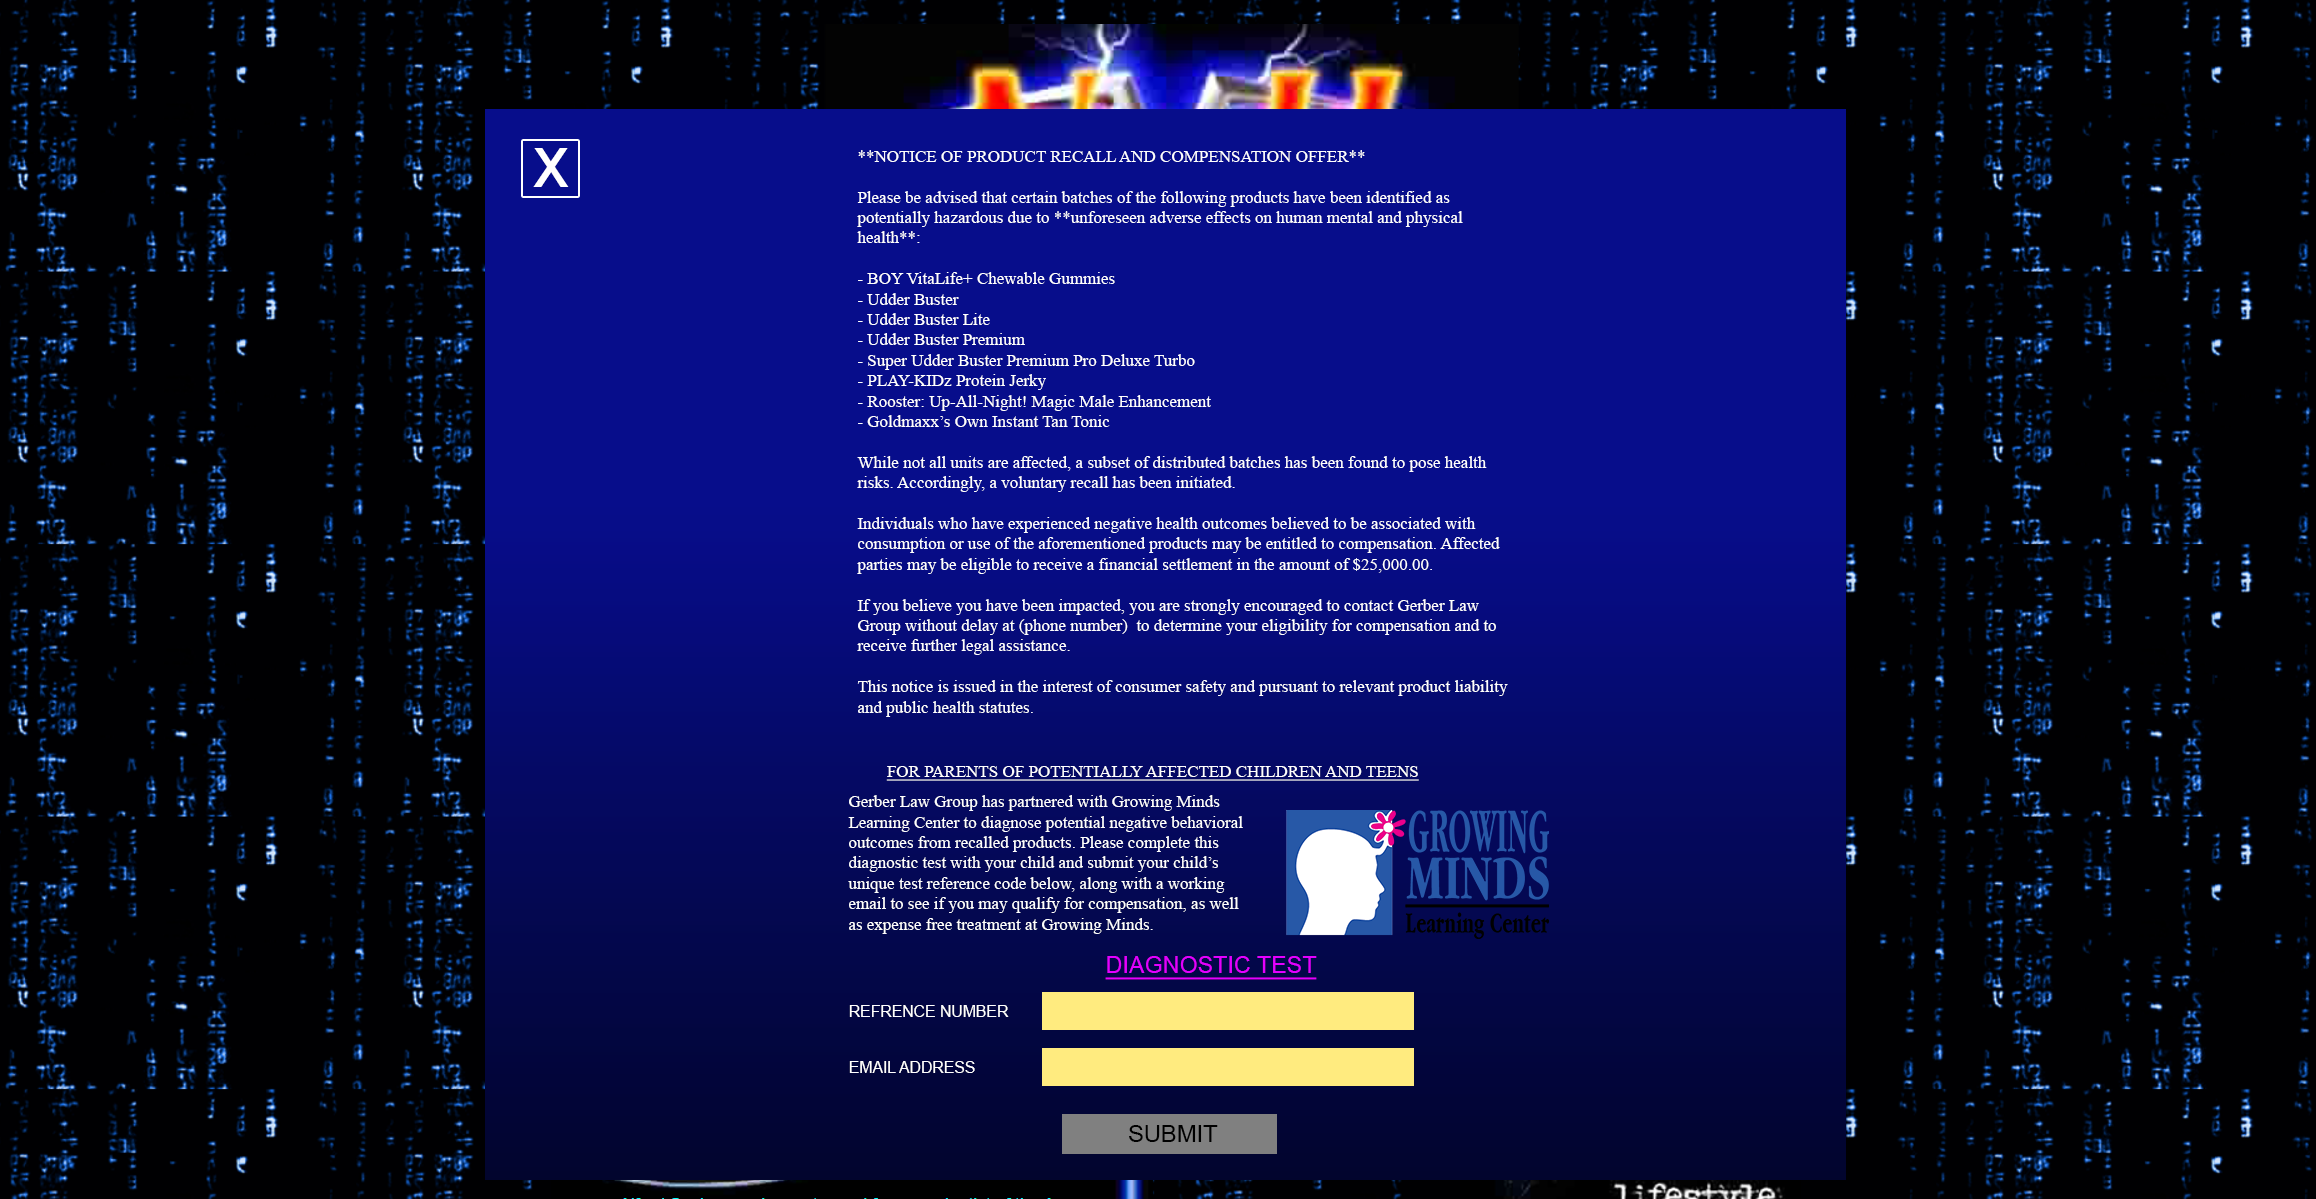 X
**NOTICE OF PRODUCT RECALL AND COMPENSATION OFFER**
Please be advised that certain batches of the following products have been identified as
potentially hazardous due to **unforeseen adverse effects on human mental and physical
health**:
- BOY VitaLife+ Chewable Gummies
- Udder Buster
- Udder Buster Lite
- Udder Buster Premium
- Super Udder Buster Premium Pro Deluxe Turbo
- PLAY-KIDz Protein Jerky
- Rooster: Up-All-Night! Magic Male Enhancement
- Goldmaxx’s Own Instant Tan Tonic
While not all units are affected, a subset of distributed batches has been found to pose health
risks. Accordingly, a voluntary recall has been initiated.
Individuals who have experienced negative health outcomes believed to be associated with
consumption or use of the aforementioned products may be entitled to compensation. Affected
parties may be eligible to receive a financial settlement in the amount of $25,000.00.
If you believe you have been impacted, you are strongly encouraged to contact Gerber Law
Group without delay at (phone number)  to determine your eligibility for compensation and to
receive further legal assistance.
This notice is issued in the interest of consumer safety and pursuant to relevant product liability
and public health statutes.
FOR PARENTS OF POTENTIALLY AFFECTED CHILDREN AND TEENS
Gerber Law Group has partnered with Growing Minds
Learning Center to diagnose potential negative behavioral
outcomes from recalled products. Please complete this
diagnostic test with your child and submit your child’s
unique test reference code below, along with a working
email to see if you may qualify for compensation, as well
as expense free treatment at Growing Minds.
GROWING
MINDS
Learning Center
DIAGNOSTIC TEST
REFRENCE NUMBER
EMAIL ADDRESS
SUBMIT
lifestyle